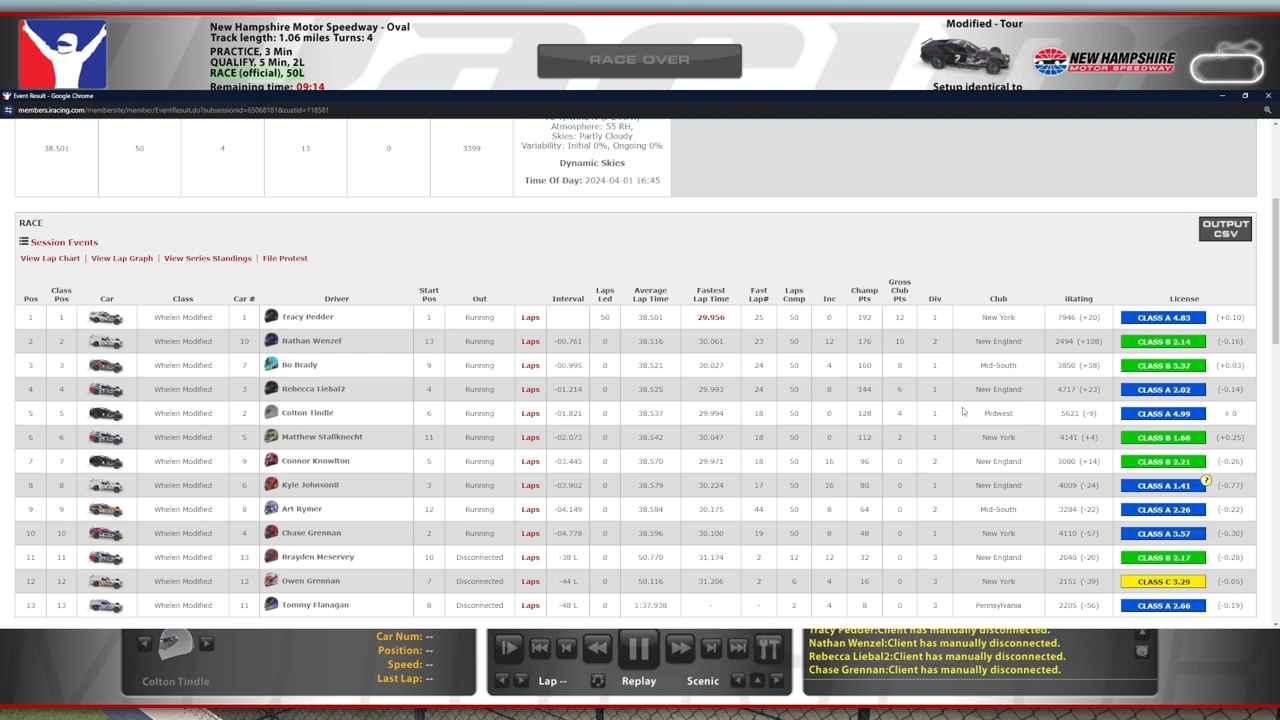 New Hampshire Motor Speedway - Oval
Track length: 1.06 miles Turns: 4
PRACTICE, 3 Min
QUALIFY, 5 Min, 2L
RACE (official), 50L
Remaining time: 09:14
RACE OVER
Modified - Tour
NEW HAMPSHIRE
MOTOR SPEEDWAY
Setup identical to
Event Result - Google Chrome
members.iracing.com/membersite/member/EventResult.do?subsessionid=65068181&custid=118581
38.501 50 4 13 0 3399
Atmosphere: 55 RH,
Skies: Partly Cloudy
Variability: Initial 0%, Ongoing 0%
Dynamic Skies
Time Of Day: 2024-04-01 16:45
RACE
OUTPUT
CSV
Session Events
View Lap Chart | View Lap Graph | View Series Standings | File Protest
Pos Class Pos Car Class Car # Driver Start Pos Out Interval Laps Led Average Lap Time Fastest Lap Time Fast Lap# Laps Comp Inc Champ Pts Gross Club Pts Div Club iRating License
1 1 Whelen Modified 1 Tracy Pedder 1 Running Laps 50 38.501 29.956 25 50 0 192 12 1 New York 7946 (+20) CLASS A 4.83 (+0.10)
2 2 Whelen Modified 10 Nathan Wenzel 13 Running Laps -00.761 0 38.516 30.061 23 50 12 176 10 2 New England 2494 (+108) CLASS B 2.14 (-0.16)
3 3 Whelen Modified 7 Bo Brady 9 Running Laps -00.995 0 38.521 30.027 24 50 4 160 8 1 Mid-South 3850 (+58) CLASS B 3.37 (+0.03)
4 4 Whelen Modified 3 Rebecca Liebal2 4 Running Laps -01.214 0 38.525 29.993 24 50 8 144 6 1 New England 4717 (+23) CLASS A 2.02 (-0.14)
5 5 Whelen Modified 2 Colton Tindle 6 Running Laps -01.821 0 38.537 29.994 18 50 0 128 4 1 Midwest 5621 (-9) CLASS A 4.99 ± 0
6 6 Whelen Modified 5 Matthew Stallknecht 11 Running Laps -02.073 0 38.542 30.047 18 50 0 112 2 1 New York 4141 (+4) CLASS B 1.66 (+0.25)
7 7 Whelen Modified 9 Connor Knowlton 5 Running Laps -03.445 0 38.570 29.971 18 50 16 96 0 2 New England 3080 (+14) CLASS B 2.21 (-0.26)
8 8 Whelen Modified 6 Kyle Johnson8 3 Running Laps -03.902 0 38.579 30.224 17 50 16 80 0 1 New England 4009 (-24) CLASS A 1.41 ? (-0.77)
9 9 Whelen Modified 8 Art Rymer 12 Running Laps -04.149 0 38.584 30.175 44 50 8 64 0 2 Mid-South 3284 (-22) CLASS A 2.26 (-0.22)
10 10 Whelen Modified 4 Chase Grennan 2 Running Laps -04.778 0 38.596 30.100 19 50 8 48 0 1 New England 4110 (-57) CLASS A 3.57 (-0.30)
11 11 Whelen Modified 13 Brayden Meservey 10 Disconnected Laps -38 L 0 50.770 31.174 2 12 12 32 0 3 New England 2040 (-20) CLASS B 2.17 (-0.28)
12 12 Whelen Modified 12 Owen Grennan 7 Disconnected Laps -44 L 0 50.116 31.206 2 6 4 16 0 3 New York 2151 (-39) CLASS C 3.29 (-0.05)
13 13 Whelen Modified 11 Tommy Flanagan 8 Disconnected Laps -48 L 0 1:37.938 - - 2 4 8 0 3 Pennsylvania 2205 (-56) CLASS A 2.66 (-0.19)
Colton Tindle
Car Num: --
Position: --
Speed: --
Last Lap: --
Lap --
Replay
Scenic
Tracy Pedder:Client has manually disconnected.
Nathan Wenzel:Client has manually disconnected.
Rebecca Liebal2:Client has manually disconnected.
Chase Grennan:Client has manually disconnected.